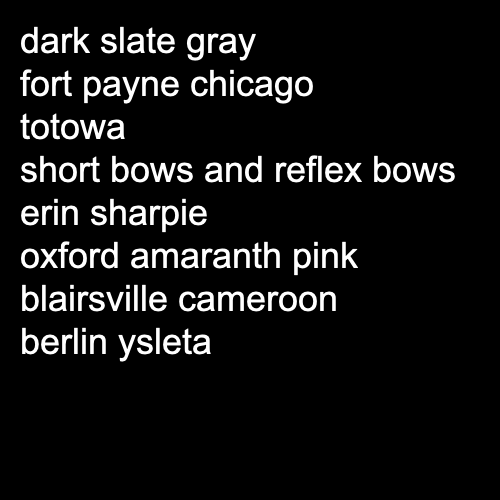 dark slate gray
fort payne chicago
totowa
short bows and reflex bows
erin sharpie
oxford amaranth pink
blairsville cameroon
berlin ysleta